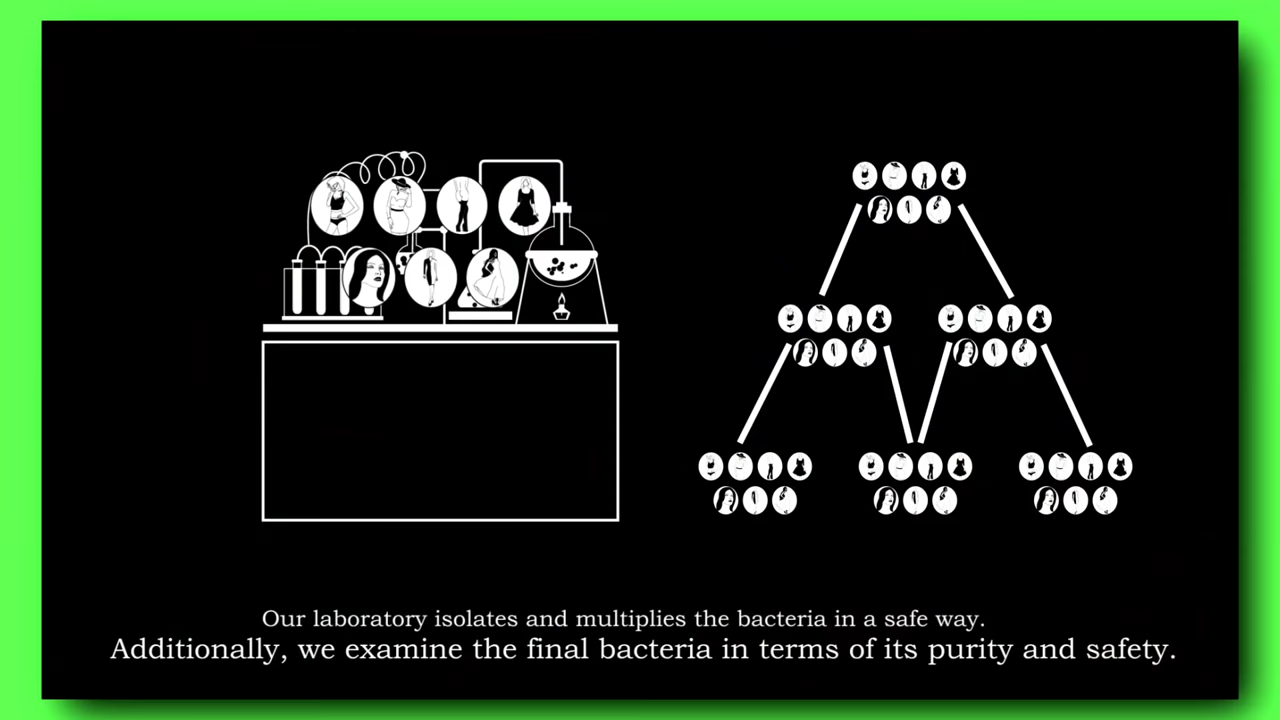 Our laboratory isolates and multiplies the bacteria in a safe way.
Additionally, we examine the final bacteria in terms of its purity and safety.